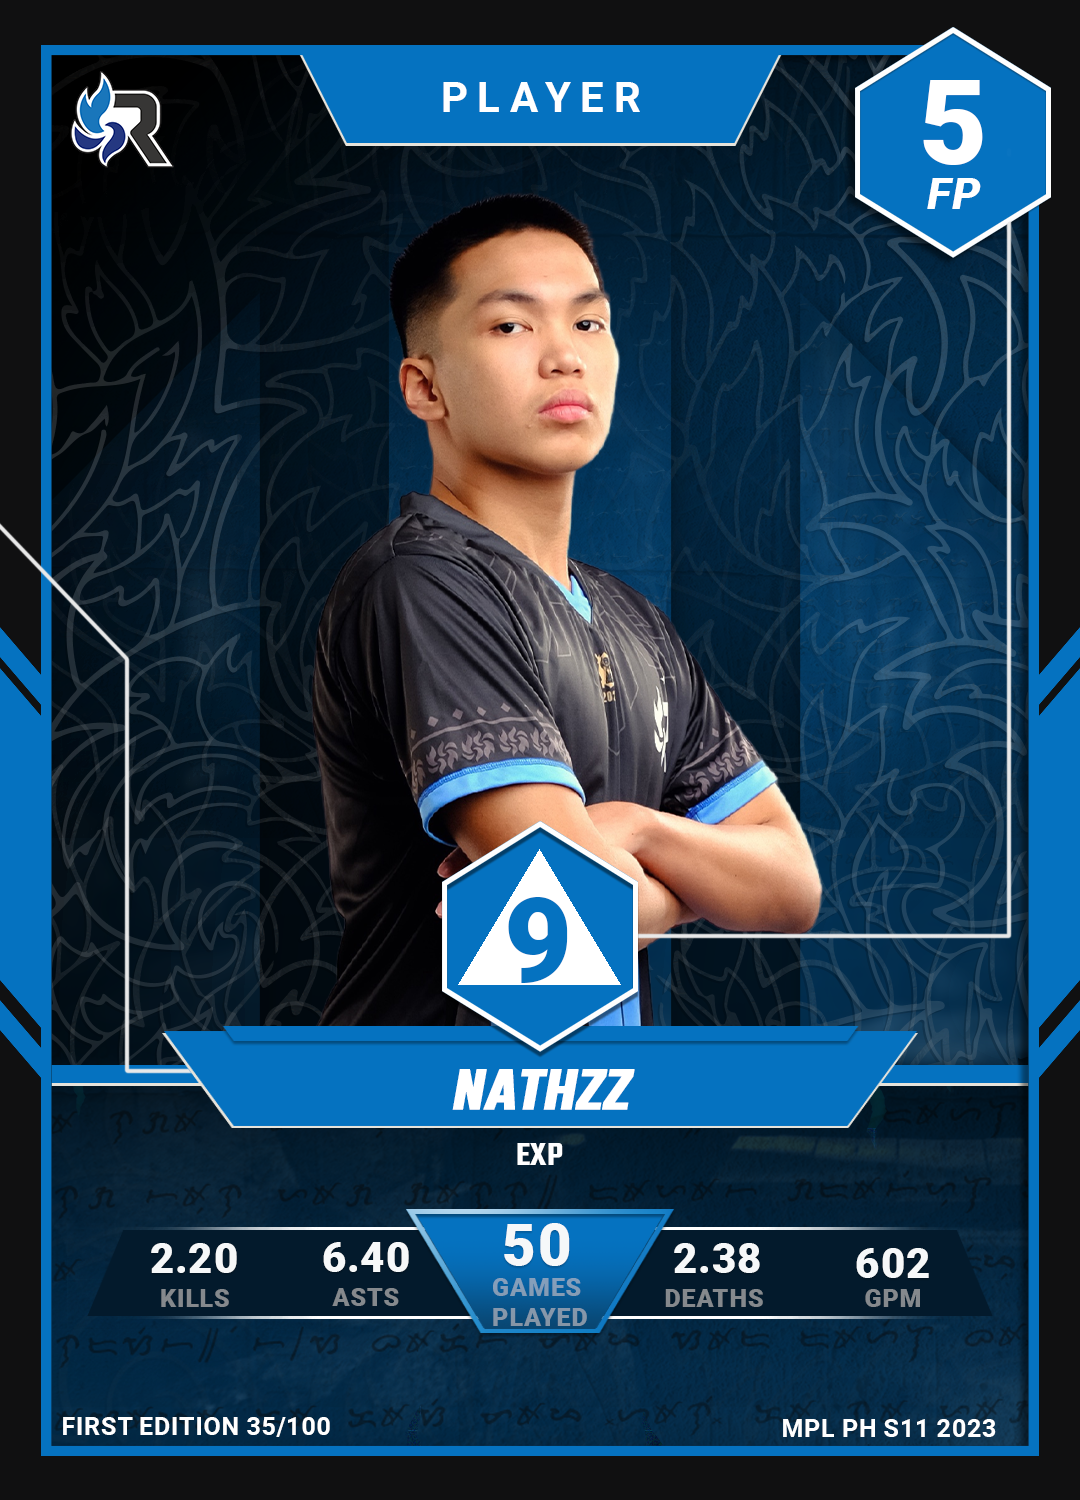 PLAYER
5
FP
R
9
NATHZZ
EXP
2.20
KILLS
6.40
ASTS
50
GAMES
PLAYED
2.38
DEATHS
602
GPM
FIRST EDITION 35/100
MPL PH S11 2023